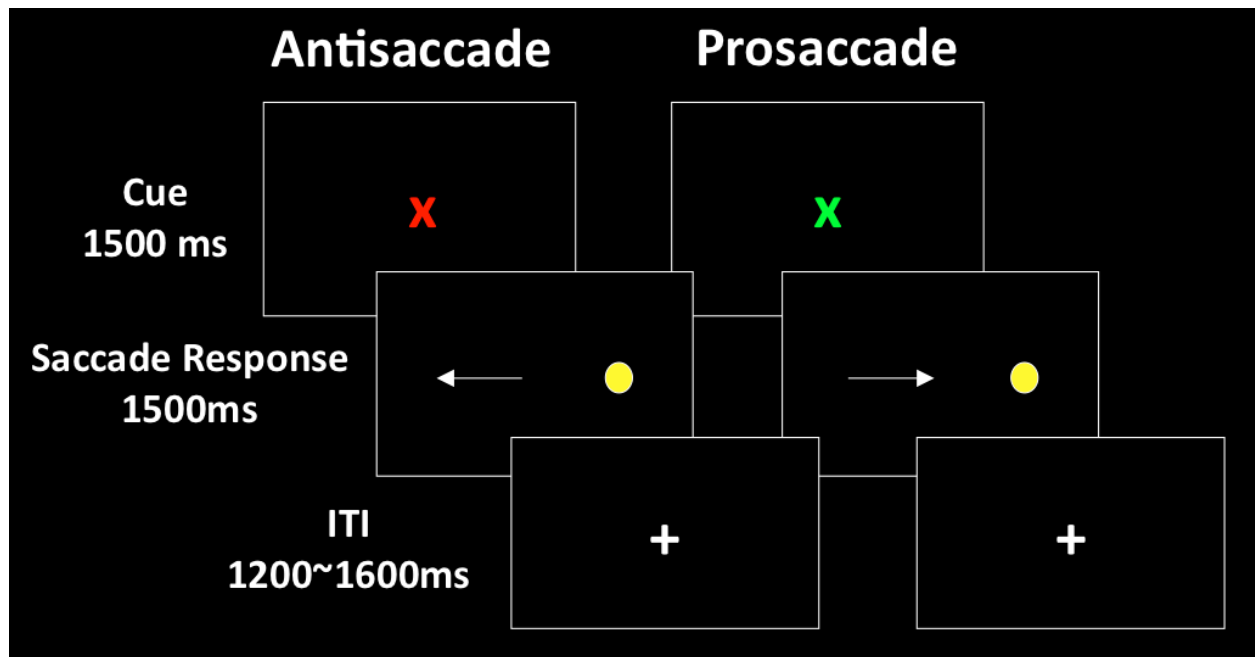 Antisaccade
Prosaccade
Cue
1500 ms
X
X
Saccade Response
1500ms
ITI
1200~1600ms
+
+